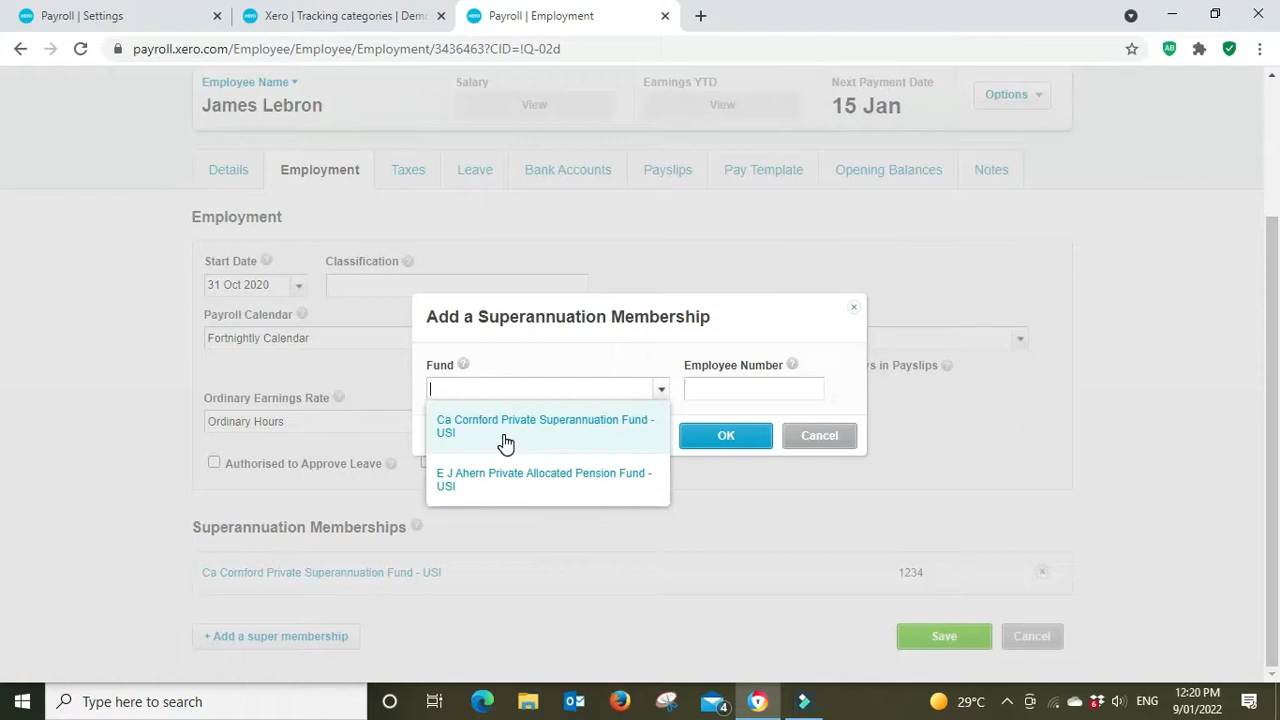 Payroll | Settings
Xero | Tracking categories | Demo
Payroll | Employment
payroll.xero.com/Employee/Employee/Employment/3436463?CID=!Q-02d
Employee Name
Salary
Earnings YTD
Next Payment Date
James Lebron
View
View
15 Jan
Options
Details
Employment
Taxes
Leave
Bank Accounts
Payslips
Pay Template
Opening Balances
Notes
Employment
Start Date
Classification
31 Oct 2020
Payroll Calendar
Fortnightly Calendar
s in Payslips
Ordinary Earnings Rate
Ordinary Hours
Authorised to Approve Leave
Add a Superannuation Membership
Fund
Employee Number
Ca Cornford Private Superannuation Fund -
USI
E J Ahern Private Allocated Pension Fund -
USI
OK
Cancel
Superannuation Memberships
Ca Cornford Private Superannuation Fund - USI
1234
+ Add a super membership
Save
Cancel
Type here to search
4
29°C
6
ENG
12:20 PM
9/01/2022